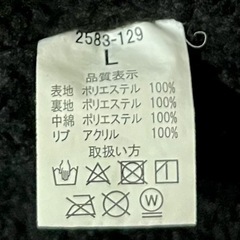 2583-129
L
品質表示
表地 ポリエステル 100%
裏地 ポリエステル 100%
中綿 ポリエステル 100%
リブ アクリル 100%
取扱い方
W